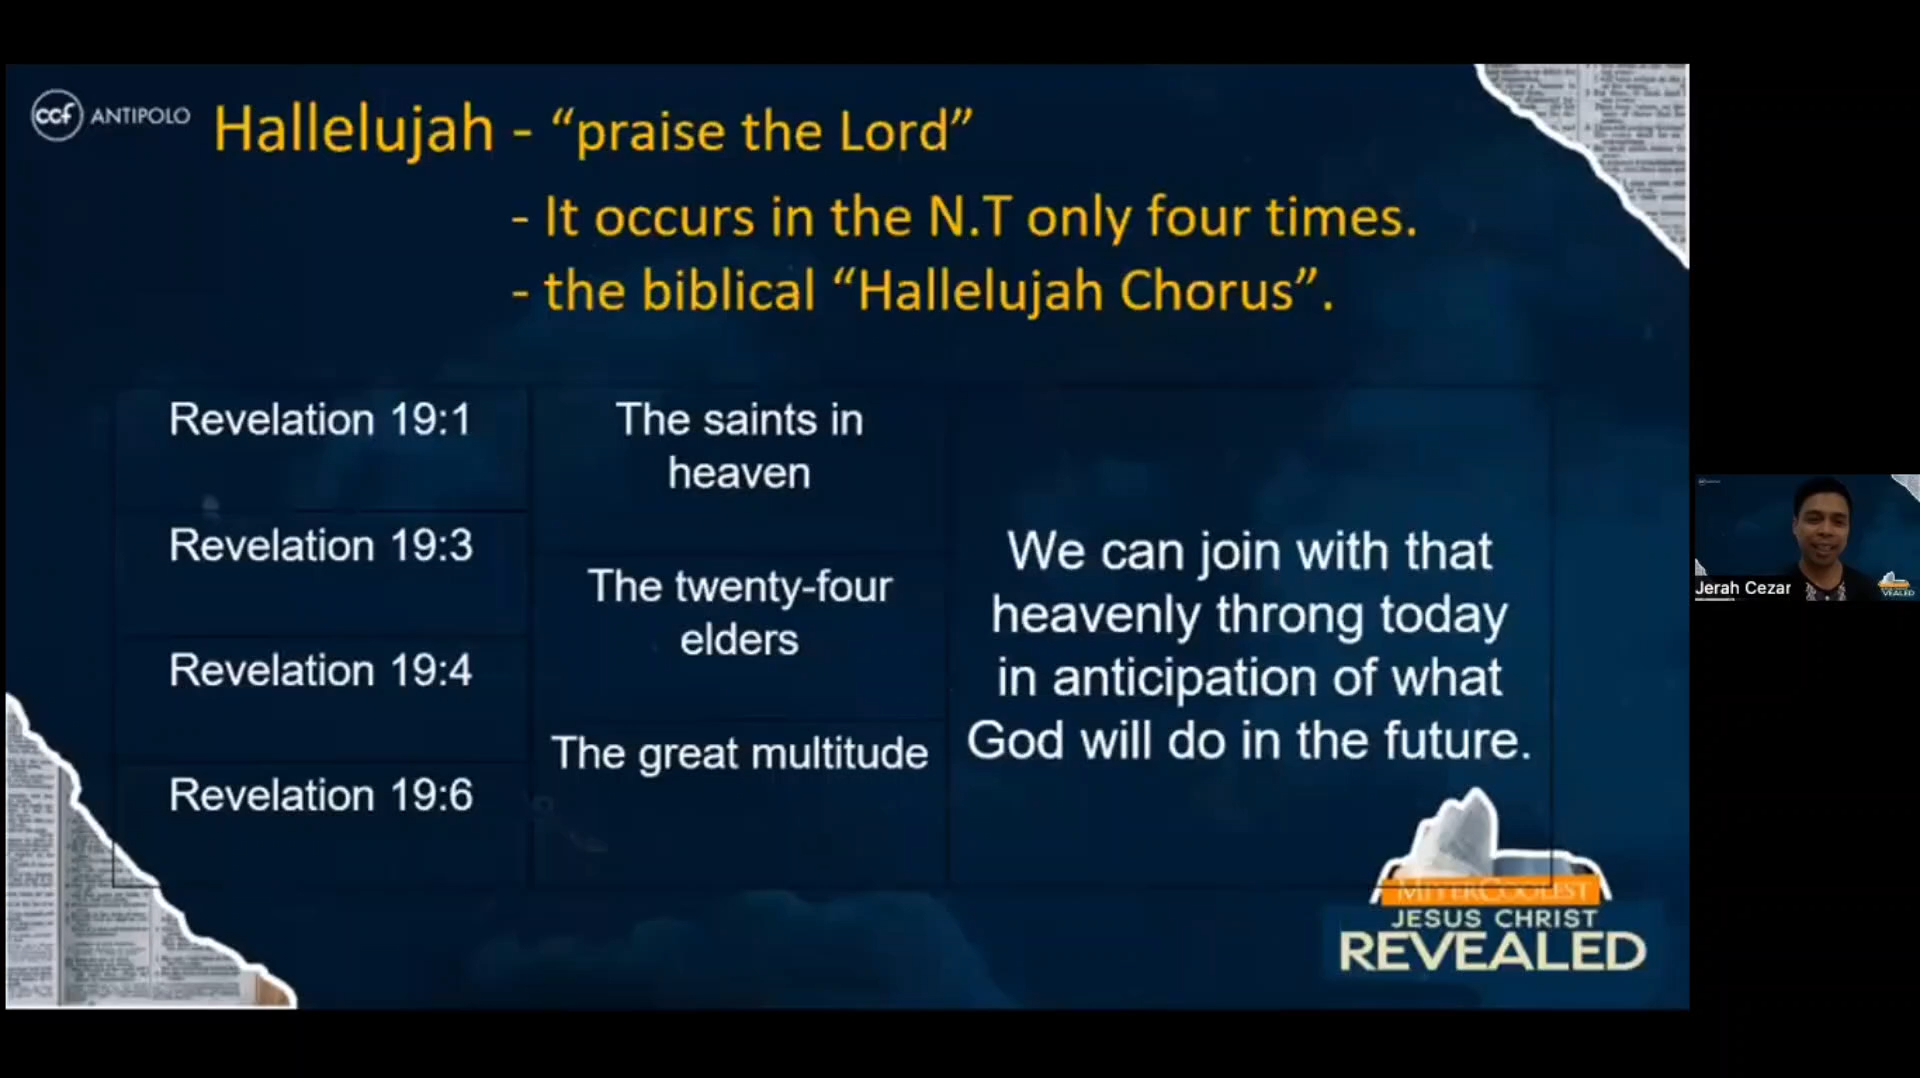 ccf ANTIPOLO
Hallelujah - “praise the Lord”
- It occurs in the N.T only four times.
- the biblical “Hallelujah Chorus”.
Revelation 19:1
Revelation 19:3
Revelation 19:4
Revelation 19:6
The saints in
heaven
The twenty-four
elders
The great multitude
We can join with that
heavenly throng today
in anticipation of what
God will do in the future.
JESUS CHRIST
REVEALED
Jerah Cezar